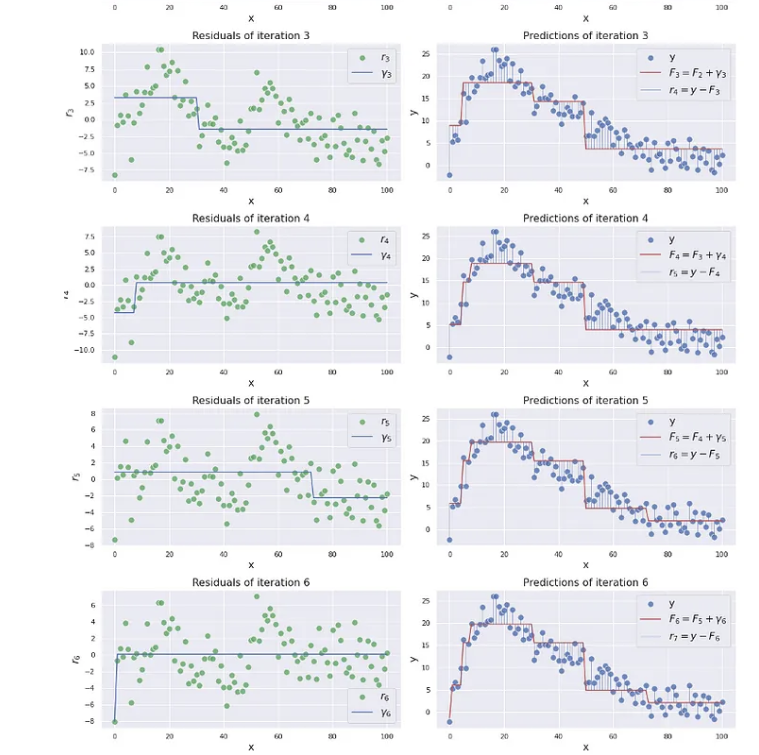 0 20 40 60 80 100 0 20 40 60 80 100
x x
Residuals of iteration 3 Predictions of iteration 3
10.0
7.5
5.0
2.5
0.0
−2.5
−5.0
−7.5
r₃
r₃
γ₃
0 20 40 60 80 100
x
25
20
15
10
5
0
y
y
F₃ = F₂ + γ₃
r₄ = y − F₃
0 20 40 60 80 100
x
Residuals of iteration 4 Predictions of iteration 4
7.5
5.0
2.5
0.0
−2.5
−5.0
−7.5
−10.0
r₄
r₄
γ₄
0 20 40 60 80 100
x
25
20
15
10
5
0
y
y
F₄ = F₃ + γ₄
r₅ = y − F₄
0 20 40 60 80 100
x
Residuals of iteration 5 Predictions of iteration 5
8
6
4
2
0
−2
−4
−6
−8
r₅
r₅
γ₅
0 20 40 60 80 100
x
25
20
15
10
5
0
y
y
F₅ = F₄ + γ₅
r₆ = y − F₅
0 20 40 60 80 100
x
Residuals of iteration 6 Predictions of iteration 6
6
4
2
0
−2
−4
−6
−8
r₆
r₆
γ₆
0 20 40 60 80 100
x
25
20
15
10
5
0
y
y
F₆ = F₅ + γ₆
r₇ = y − F₆
0 20 40 60 80 100
x